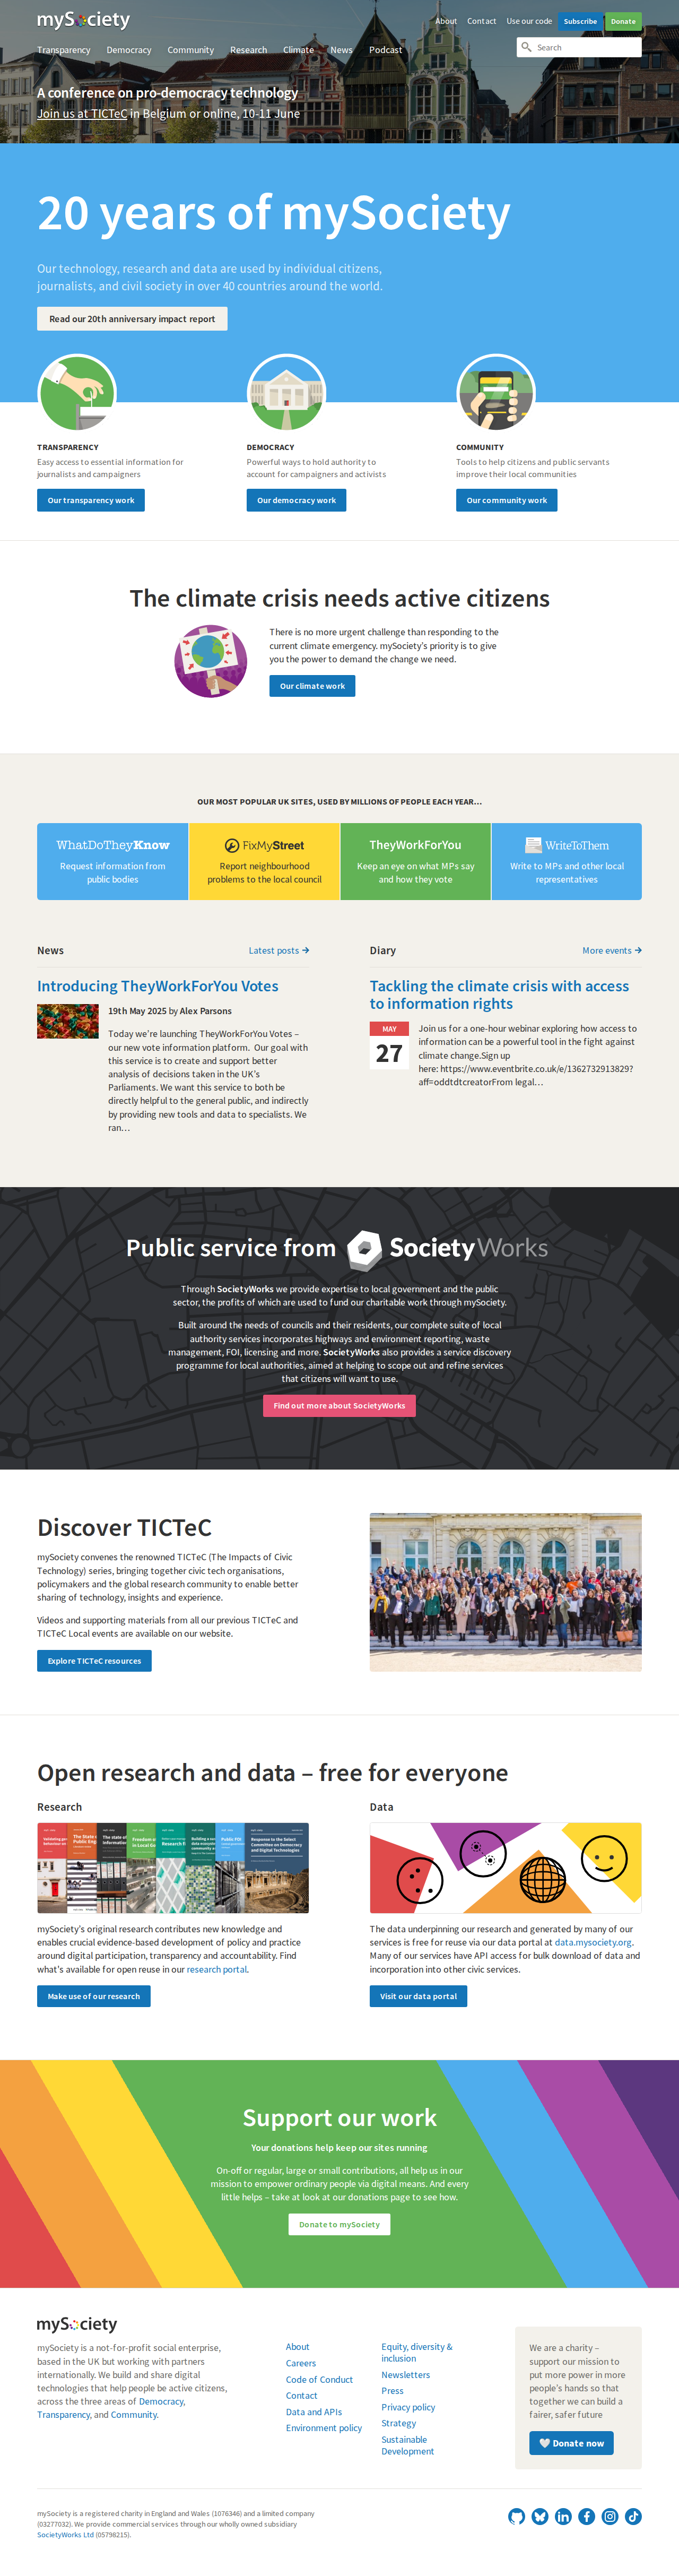 mySociety
About Contact Use our code Subscribe Donate
Transparency Democracy Community Research Climate News Podcast
Search
A conference on pro-democracy technology
Join us at TICTeC in Belgium or online, 10-11 June
20 years of mySociety
Our technology, research and data are used by individual citizens,
journalists, and civil society in over 40 countries around the world.
Read our 20th anniversary impact report
TRANSPARENCY
Easy access to essential information for
journalists and campaigners
Our transparency work
DEMOCRACY
Powerful ways to hold authority to
account for campaigners and activists
Our democracy work
COMMUNITY
Tools to help citizens and public servants
improve their local communities
Our community work
The climate crisis needs active citizens
There is no more urgent challenge than responding to the
current climate emergency. mySociety's priority is to give
you the power to demand the change we need.
Our climate work
OUR MOST POPULAR UK SITES, USED BY MILLIONS OF PEOPLE EACH YEAR…
WhatDoTheyKnow
Request information from
public bodies
FixMyStreet
Report neighbourhood
problems to the local council
TheyWorkForYou
Keep an eye on what MPs say
and how they vote
WriteToThem
Write to MPs and other local
representatives
News
Latest posts →
Introducing TheyWorkForYou Votes
19th May 2025 by Alex Parsons
Today we're launching TheyWorkForYou Votes –
our new vote information platform. Our goal with
this service is to create and support better
analysis of decisions taken in the UK's
Parliaments. We want this service to both be
directly helpful to the general public, and indirectly
by providing new tools and data to specialists. We
ran…
Diary
More events →
Tackling the climate crisis with access
to information rights
MAY
27
Join us for a one-hour webinar exploring how access to
information can be a powerful tool in the fight against
climate change.Sign up
here: https://www.eventbrite.co.uk/e/1362732913829?
aff=oddtdtcreatorFrom legal…
Public service from SocietyWorks
Through SocietyWorks we provide expertise to local government and the public
sector, the profits of which are used to fund our charitable work through mySociety.
Built around the needs of councils and their residents, our complete suite of local
authority services incorporates highways and environment reporting, waste
management, FOI, licensing and more. SocietyWorks also provides a service discovery
programme for local authorities, aimed at helping to scope out and refine services
that citizens will want to use.
Find out more about SocietyWorks
Discover TICTeC
mySociety convenes the renowned TICTeC (The Impacts of Civic
Technology) series, bringing together civic tech organisations,
policymakers and the global research community to enable better
sharing of technology, insights and experience.
Videos and supporting materials from all our previous TICTeC and
TICTeC Local events are available on our website.
Explore TICTeC resources
Open research and data – free for everyone
Research
mySociety's original research contributes new knowledge and
enables crucial evidence-based development of policy and practice
around digital participation, transparency and accountability. Find
what's available for open reuse in our research portal.
Make use of our research
Data
The data underpinning our research and generated by many of our
services is free for reuse via our data portal at data.mysociety.org.
Many of our services have API access for bulk download of data and
incorporation into other civic services.
Visit our data portal
Support our work
Your donations help keep our sites running
On-off or regular, large or small contributions, all help us in our
mission to empower ordinary people via digital means. And every
little helps – take at look at our donations page to see how.
Donate to mySociety
mySociety
mySociety is a not-for-profit social enterprise,
based in the UK but working with partners
internationally. We build and share digital
technologies that help people be active citizens,
across the three areas of Democracy,
Transparency, and Community.
About
Careers
Code of Conduct
Contact
Data and APIs
Environment policy
Equity, diversity &
inclusion
Newsletters
Press
Privacy policy
Strategy
Sustainable
Development
We are a charity –
support our mission to
put more power in more
people's hands so that
together we can build a
fairer, safer future
Donate now
mySociety is a registered charity in England and Wales (1076346) and a limited company
(03277032). We provide commercial services through our wholly owned subsidiary
SocietyWorks Ltd (05798215).